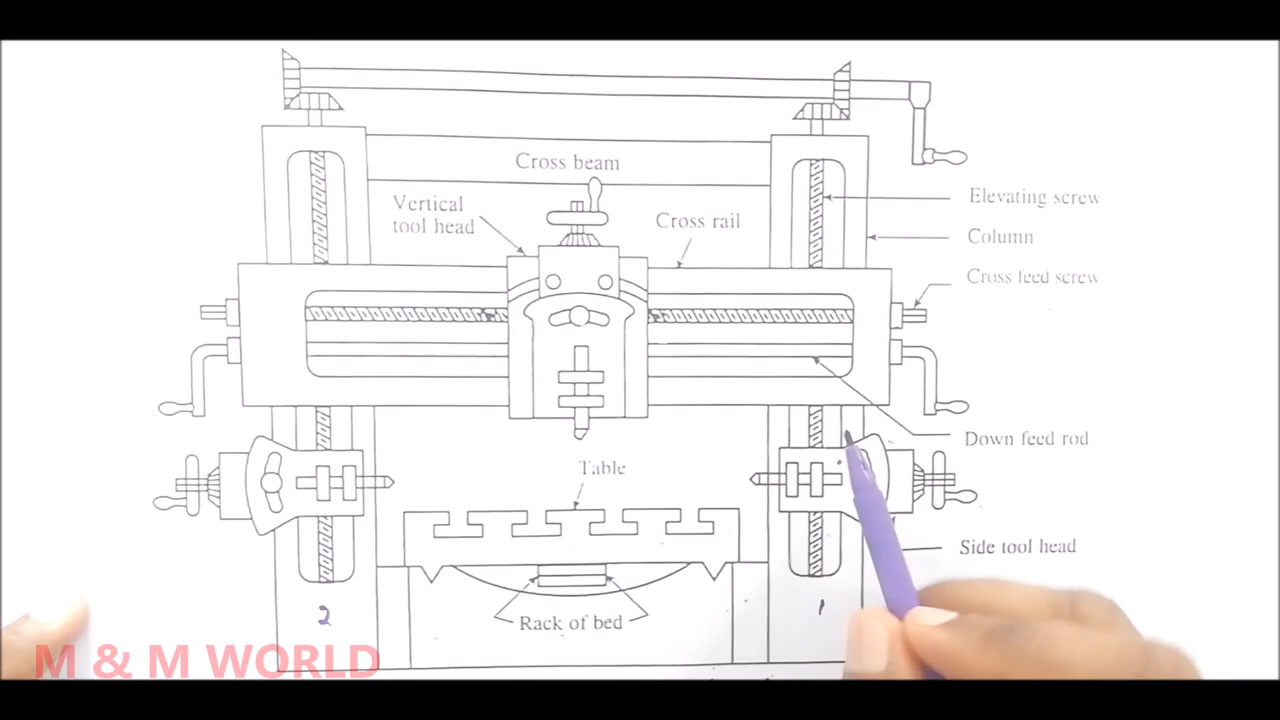 Cross beam
Vertical
tool head
Cross rail
Elevating screw
Column
Cross feed screw
Down feed rod
Table
Side tool head
Rack of bed
2
1
M & M WORLD